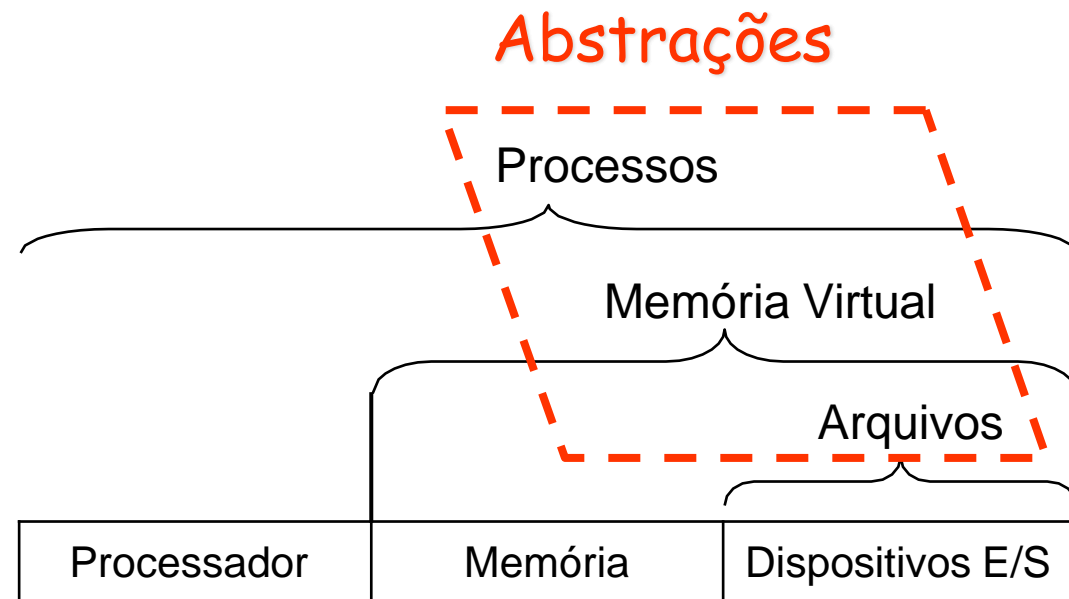 Abstrações
Processos
Memória Virtual
Arquivos
Processador Memória Dispositivos E/S